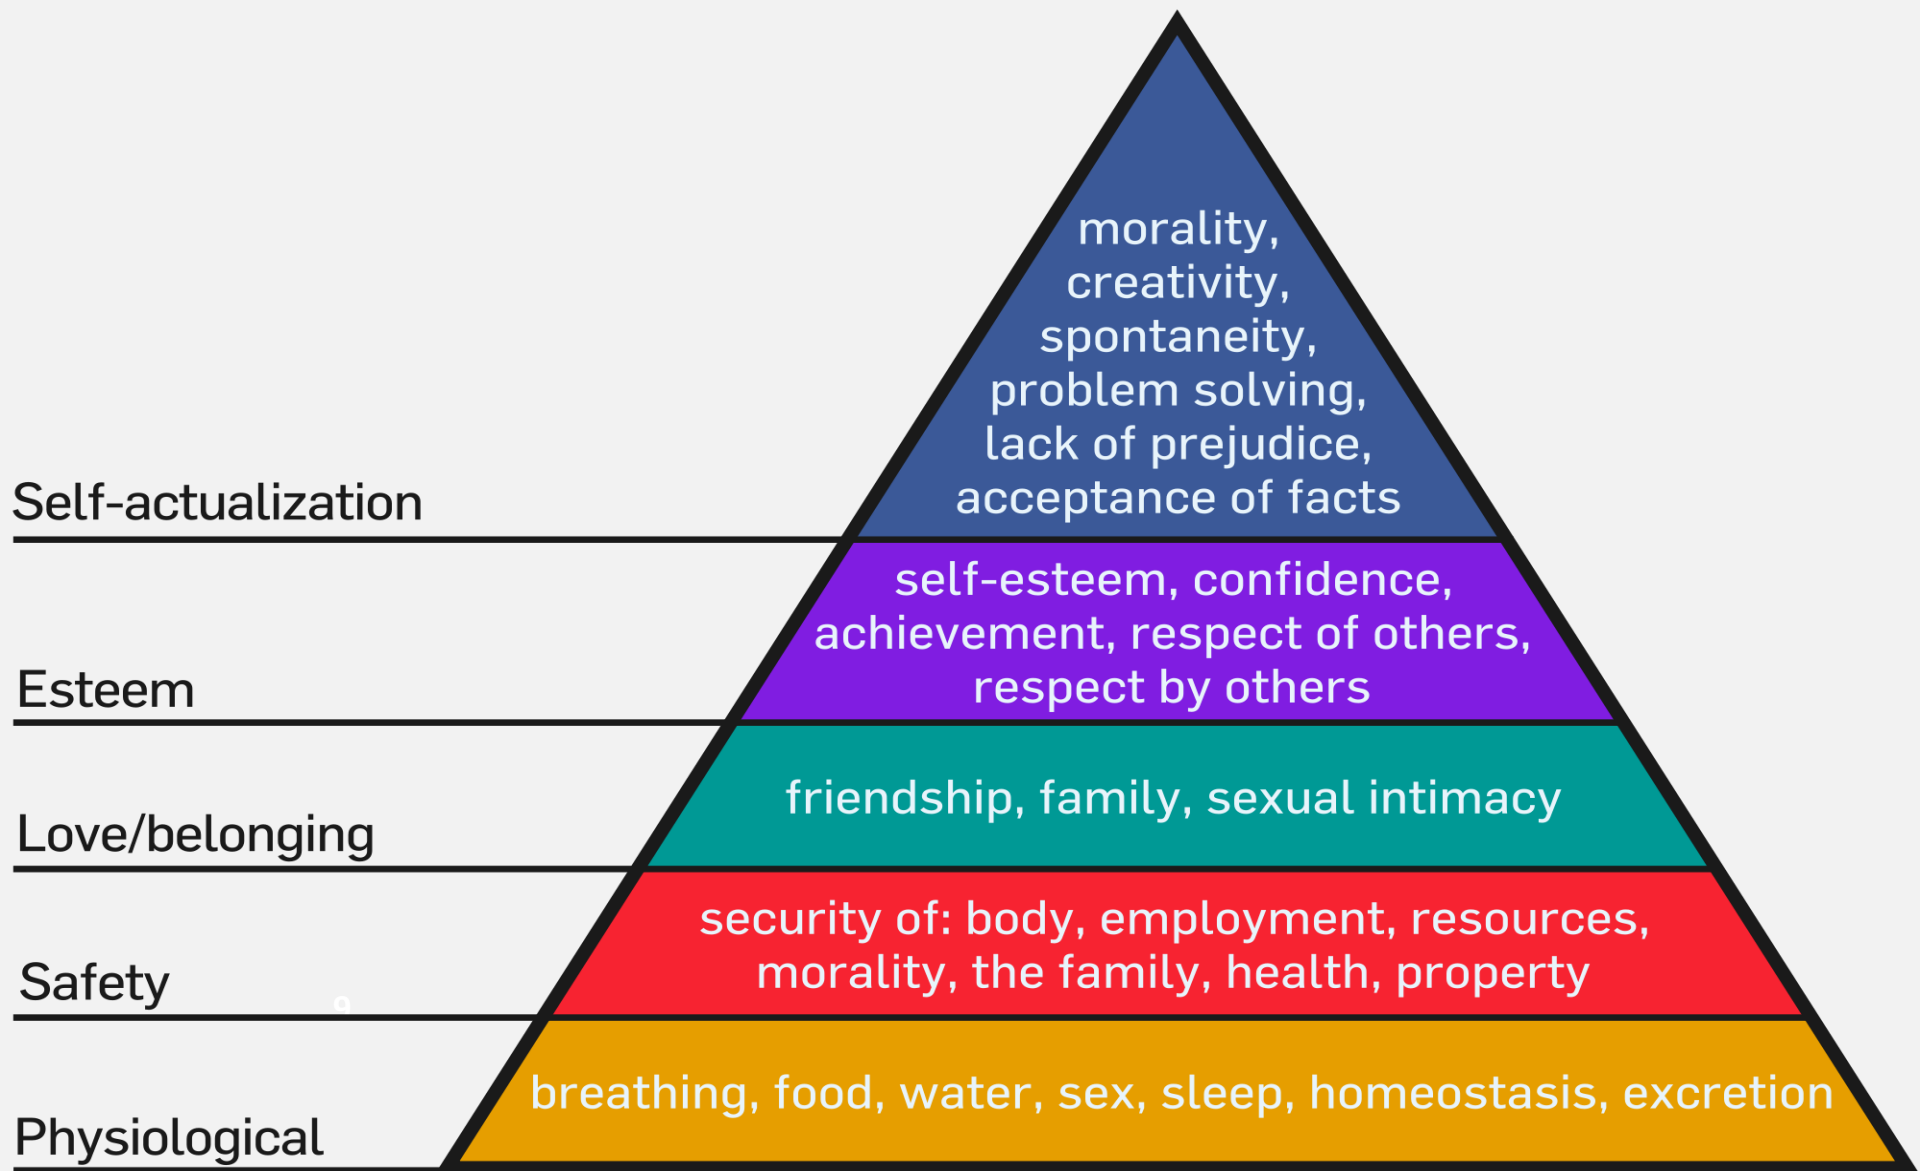 morality,
creativity,
spontaneity,
problem solving,
lack of prejudice,
acceptance of facts
Self-actualization
self-esteem, confidence,
achievement, respect of others,
respect by others
Esteem
friendship, family, sexual intimacy
Love/belonging
security of: body, employment, resources,
morality, the family, health, property
Safety
9
breathing, food, water, sex, sleep, homeostasis, excretion
Physiological